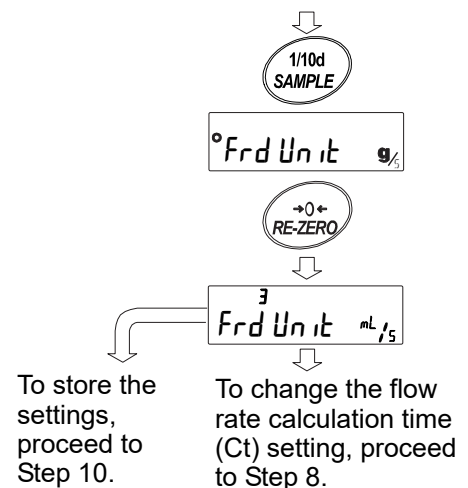 1/10d
SAMPLE
°Frd Unit g/s
→0←
RE-ZERO
3
Frd Unit mL/s
To store the
settings,
proceed to
Step 10.
To change the flow
rate calculation time
(Ct) setting, proceed
to Step 8.